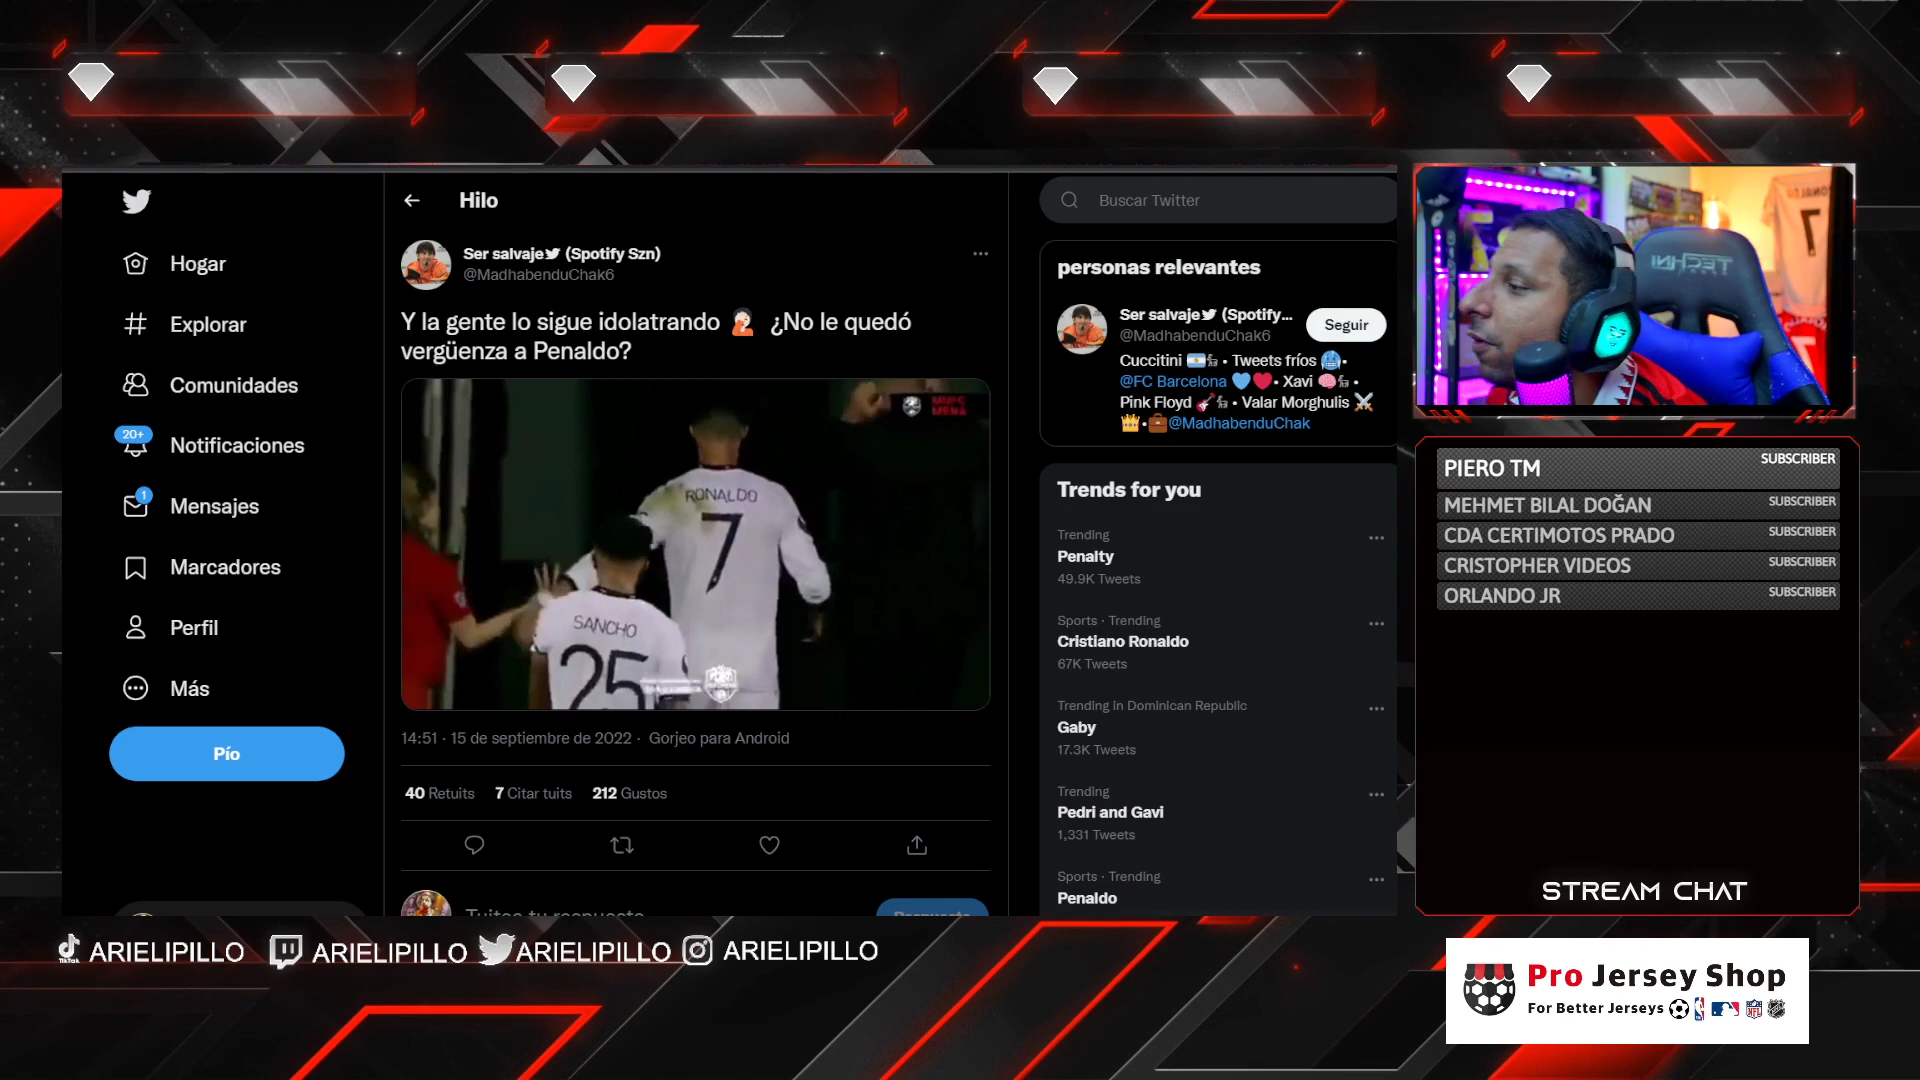 Hogar
Explorar
Comunidades
20+
Notificaciones
1
Mensajes
Marcadores
Perfil
Más
Pío
Hilo
Ser salvaje (Spotify Szn)
@MadhabenduChak6
Y la gente lo sigue idolatrando 🤦🏻 ¿No le quedó
vergüenza a Penaldo?
RONALDO
7
SANCHO
25
14:51 · 15 de septiembre de 2022 · Gorjeo para Android
40 Retuits 7 Citar tuits 212 Gustos
Buscar Twitter
personas relevantes
Ser salvaje (Spotify...
@MadhabenduChak6
Seguir
Cuccitini 🇦🇷🐐 • Tweets fríos 🥶 •
@FC Barcelona 💙❤️ • Xavi 🧠🐐 •
Pink Floyd 🎸🐐 • Valar Morghulis ⚔️
👑 •💼@MadhabenduChak
Trends for you
Trending
Penalty
49.9K Tweets
Sports · Trending
Cristiano Ronaldo
67K Tweets
Trending in Dominican Republic
Gaby
17.3K Tweets
Trending
Pedri and Gavi
1,331 Tweets
Sports · Trending
Penaldo
7
PIERO TM SUBSCRIBER
MEHMET BILAL DOĞAN SUBSCRIBER
CDA CERTIMOTOS PRADO SUBSCRIBER
CRISTOPHER VIDEOS SUBSCRIBER
ORLANDO JR SUBSCRIBER
STREAM CHAT
TikTok ARIELIPILLO ARIELIPILLO ARIELIPILLO ARIELIPILLO
Pro Jersey Shop
For Better Jerseys